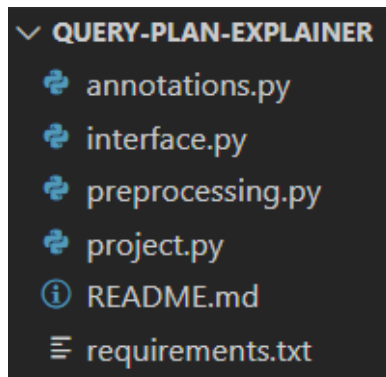 QUERY-PLAN-EXPLAINER
annotations.py
interface.py
preprocessing.py
project.py
README.md
requirements.txt